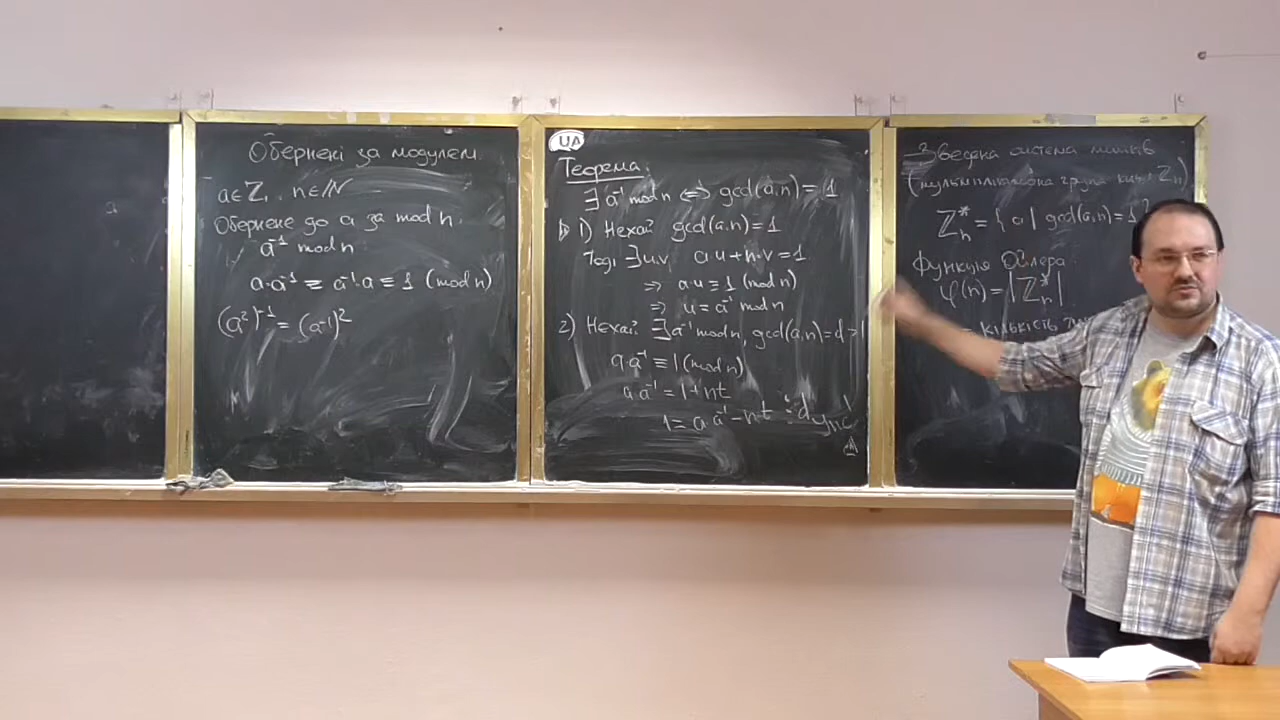 Обернені за модулем.
a ∈ ℤ, n ∈ ℕ
Обернене до a за mod n:
a⁻¹ mod n
a·a⁻¹ ≡ a⁻¹·a ≡ 1 (mod n)
(a²)⁻¹ = (a⁻¹)²
UA
Теорема:
∃ a⁻¹ mod n ⇔ gcd(a,n) = 1
1) Нехай gcd(a,n) = 1
Тоді ∃ u,v: a·u + n·v = 1
⇒ a·u ≡ 1 (mod n)
⇒ u = a⁻¹ mod n
2) Нехай ∃ a⁻¹ mod n, gcd(a,n) = d > 1
a·a⁻¹ ≡ 1 (mod n)
a·a⁻¹ = 1 + nt
1 = a·a⁻¹ − nt ⋮ d
Зведена система лишків
(мультиплікативна група ℤₙ)
ℤₙ* = { a | gcd(a,n) = 1 }
Функція Ойлера:
φ(n) = |ℤₙ*|
= кількість